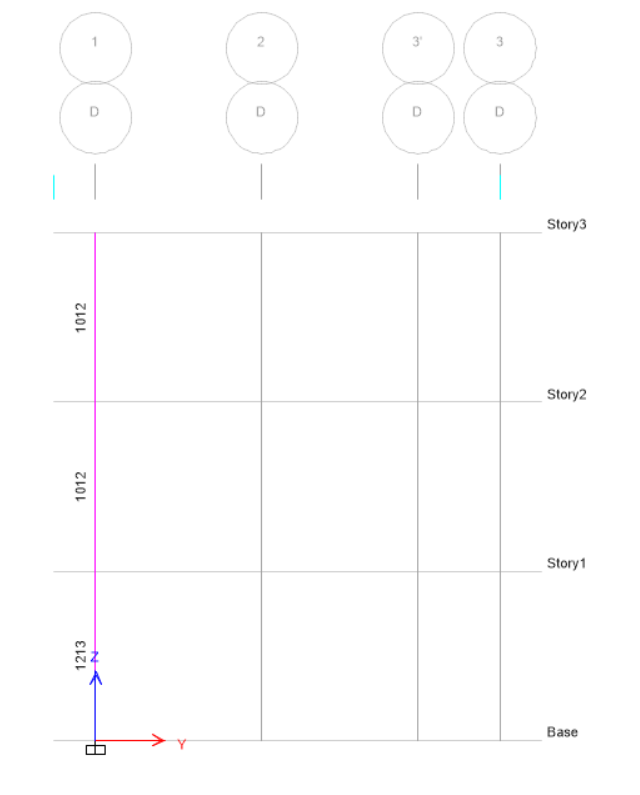 1 2 3' 3
D D D D
Story3
1012
Story2
1012
Story1
1213
Z
Base
Y